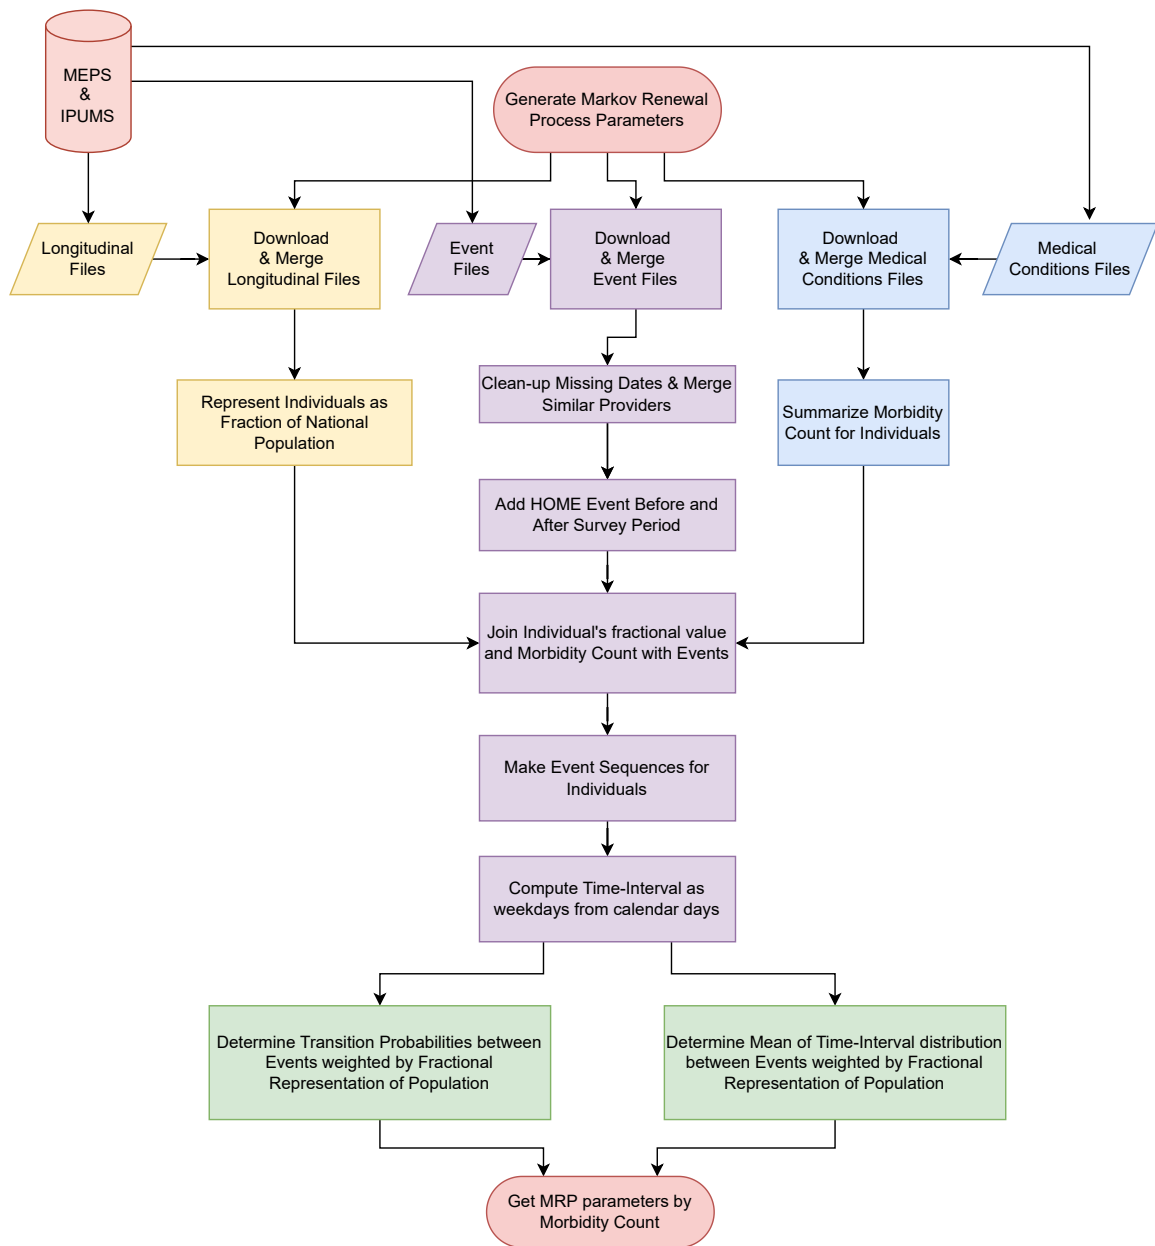 MEPS
&
IPUMS
Generate Markov Renewal
Process Parameters
Longitudinal
Files
Download
& Merge
Longitudinal Files
Event
Files
Download
& Merge
Event Files
Download
& Merge Medical
Conditions Files
Medical
Conditions Files
Represent Individuals as
Fraction of National
Population
Clean-up Missing Dates & Merge
Similar Providers
Summarize Morbidity
Count for Individuals
Add HOME Event Before and
After Survey Period
Join Individual's fractional value
and Morbidity Count with Events
Make Event Sequences for
Individuals
Compute Time-Interval as
weekdays from calendar days
Determine Transition Probabilities between
Events weighted by Fractional
Representation of Population
Determine Mean of Time-Interval distribution
between Events weighted by Fractional
Representation of Population
Get MRP parameters by
Morbidity Count